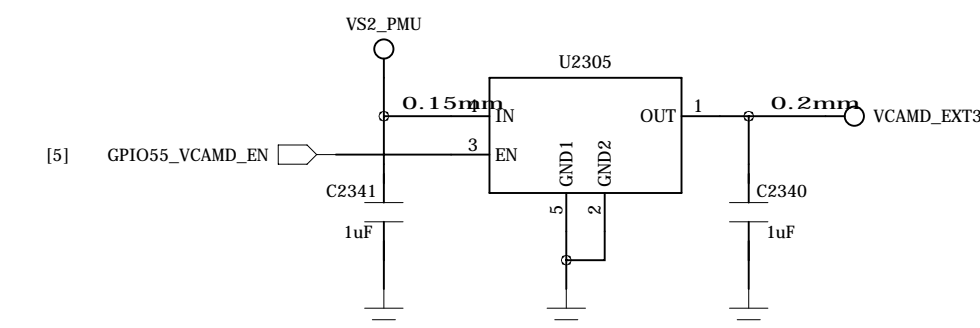 VS2_PMU
U2305
0.15mm
4
IN
OUT
1
0.2mm
VCAMD_EXT3
[5]
GPIO55_VCAMD_EN
3
EN
GND1
GND2
C2341
1uF
5
2
C2340
1uF